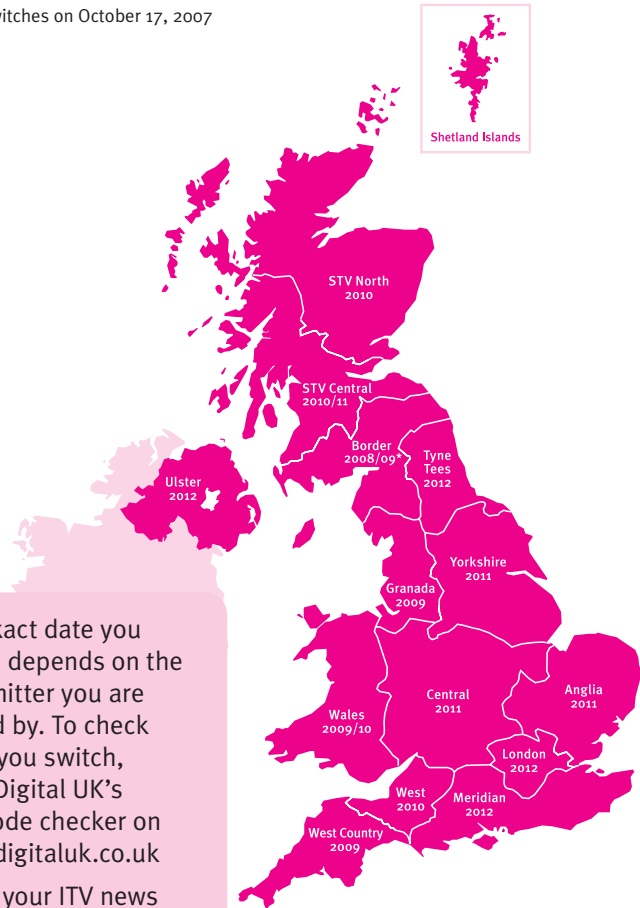 itches on October 17, 2007
Shetland Islands
STV North
2010
STV Central
2010/11
Border
2008/09*
Tyne
Tees
2012
Ulster
2012
Yorkshire
2011
Granada
2009
Central
2011
Anglia
2011
Wales
2009/10
London
2012
West
2010
Meridian
2012
West Country
2009
xact date you
depends on the
mitter you are
d by. To check
you switch,
Digital UK's
ode checker on
digitaluk.co.uk
your ITV news